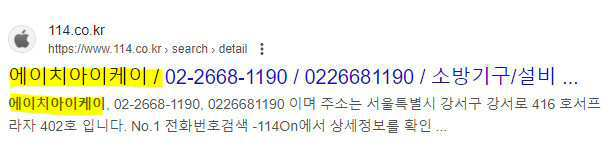 114.co.kr
https://www.114.co.kr › search › detail
에이치아이케이 / 02-2668-1190 / 0226681190 / 소방기구/설비 ...
에이치아이케이, 02-2668-1190, 0226681190 이며 주소는 서울특별시 강서구 강서로 416 호서프
라자 402호 입니다. No.1 전화번호검색 -114On에서 상세정보를 확인 ...